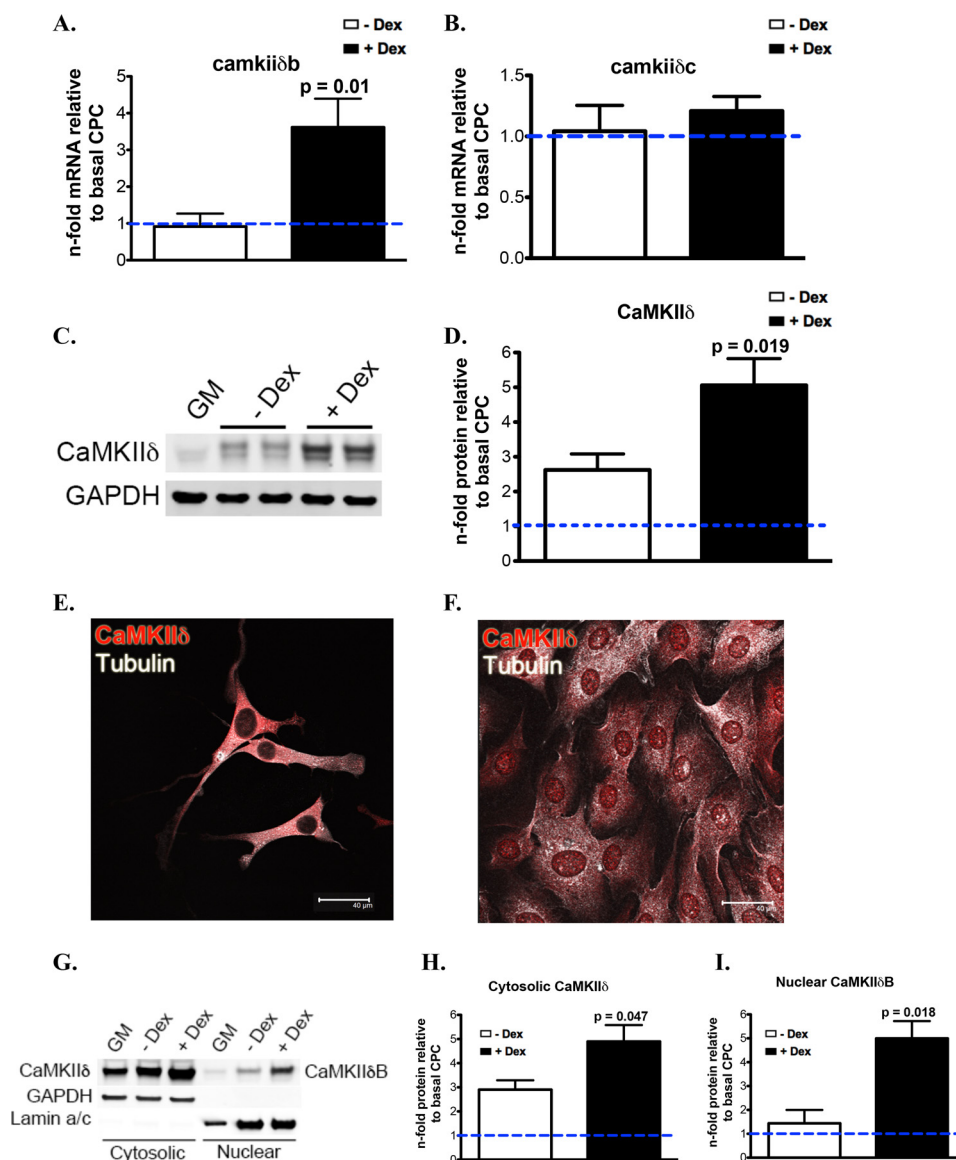 A.
- Dex
+ Dex
camkiiδb
p = 0.01
n-fold mRNA relative
to basal CPC
5
4
3
2
1
0
B.
- Dex
+ Dex
camkiiδc
n-fold mRNA relative
to basal CPC
1.5
1.0
0.5
0.0
C.
GM
- Dex
+ Dex
CaMKIIδ
GAPDH
D.
- Dex
+ Dex
CaMKIIδ
p = 0.019
n-fold protein relative
to basal CPC
6
5
4
3
2
1
0
E.
CaMKIIδ
Tubulin
40 µm
F.
CaMKIIδ
Tubulin
40 µm
G.
GM
- Dex
+ Dex
GM
- Dex
+ Dex
CaMKIIδ
CaMKIIδB
GAPDH
Lamin a/c
Cytosolic
Nuclear
H.
Cytosolic CaMKIIδ
- Dex
+ Dex
p = 0.047
n-fold protein relative
to basal CPC
6
5
4
3
2
1
0
I.
Nuclear CaMKIIδB
- Dex
+ Dex
p = 0.018
n-fold protein relative
to basal CPC
6
5
4
3
2
1
0